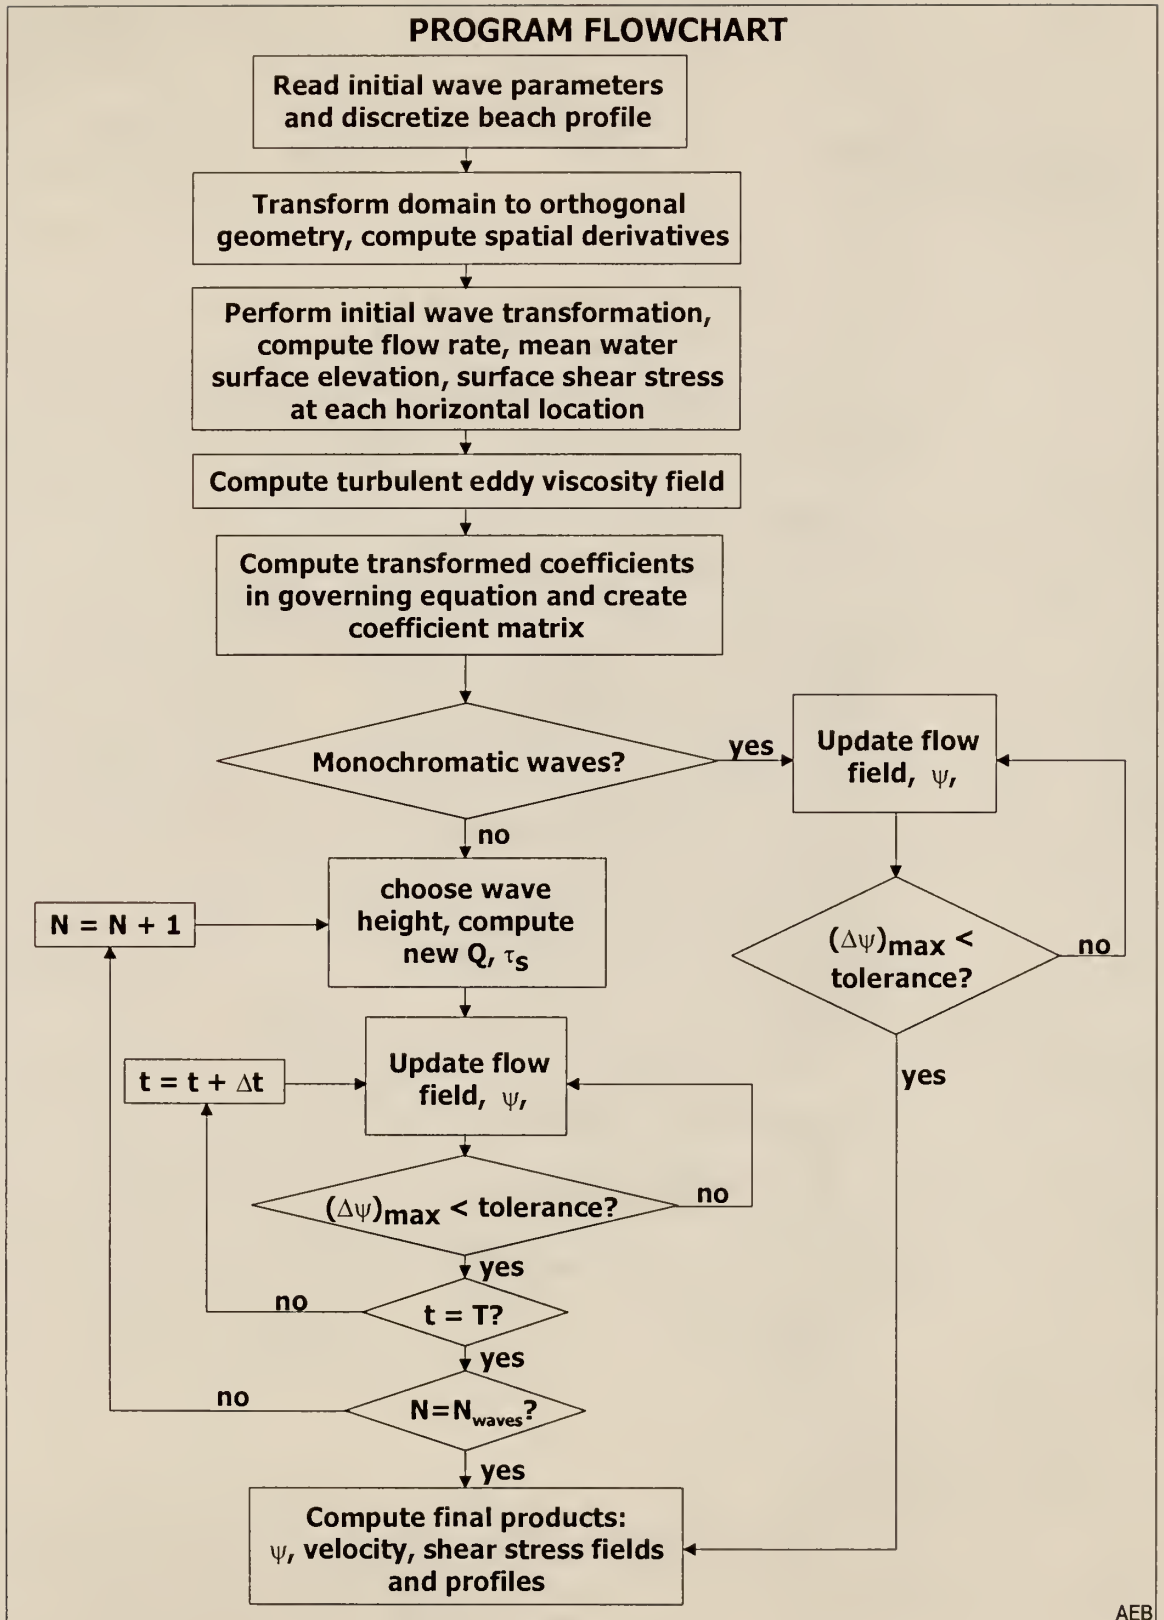 PROGRAM FLOWCHART
Read initial wave parameters
and discretize beach profile
Transform domain to orthogonal
geometry, compute spatial derivatives
Perform initial wave transformation,
compute flow rate, mean water
surface elevation, surface shear stress
at each horizontal location
Compute turbulent eddy viscosity field
Compute transformed coefficients
in governing equation and create
coefficient matrix
Monochromatic waves?
yes
Update flow
field, ψ,
no
choose wave
height, compute
new Q, τs
N = N + 1
(Δψ)max <
tolerance?
no
yes
Update flow
field, ψ,
t = t + Δt
(Δψ)max < tolerance?
no
yes
t = T?
no
yes
N=Nwaves?
no
yes
Compute final products:
ψ, velocity, shear stress fields
and profiles
AEB